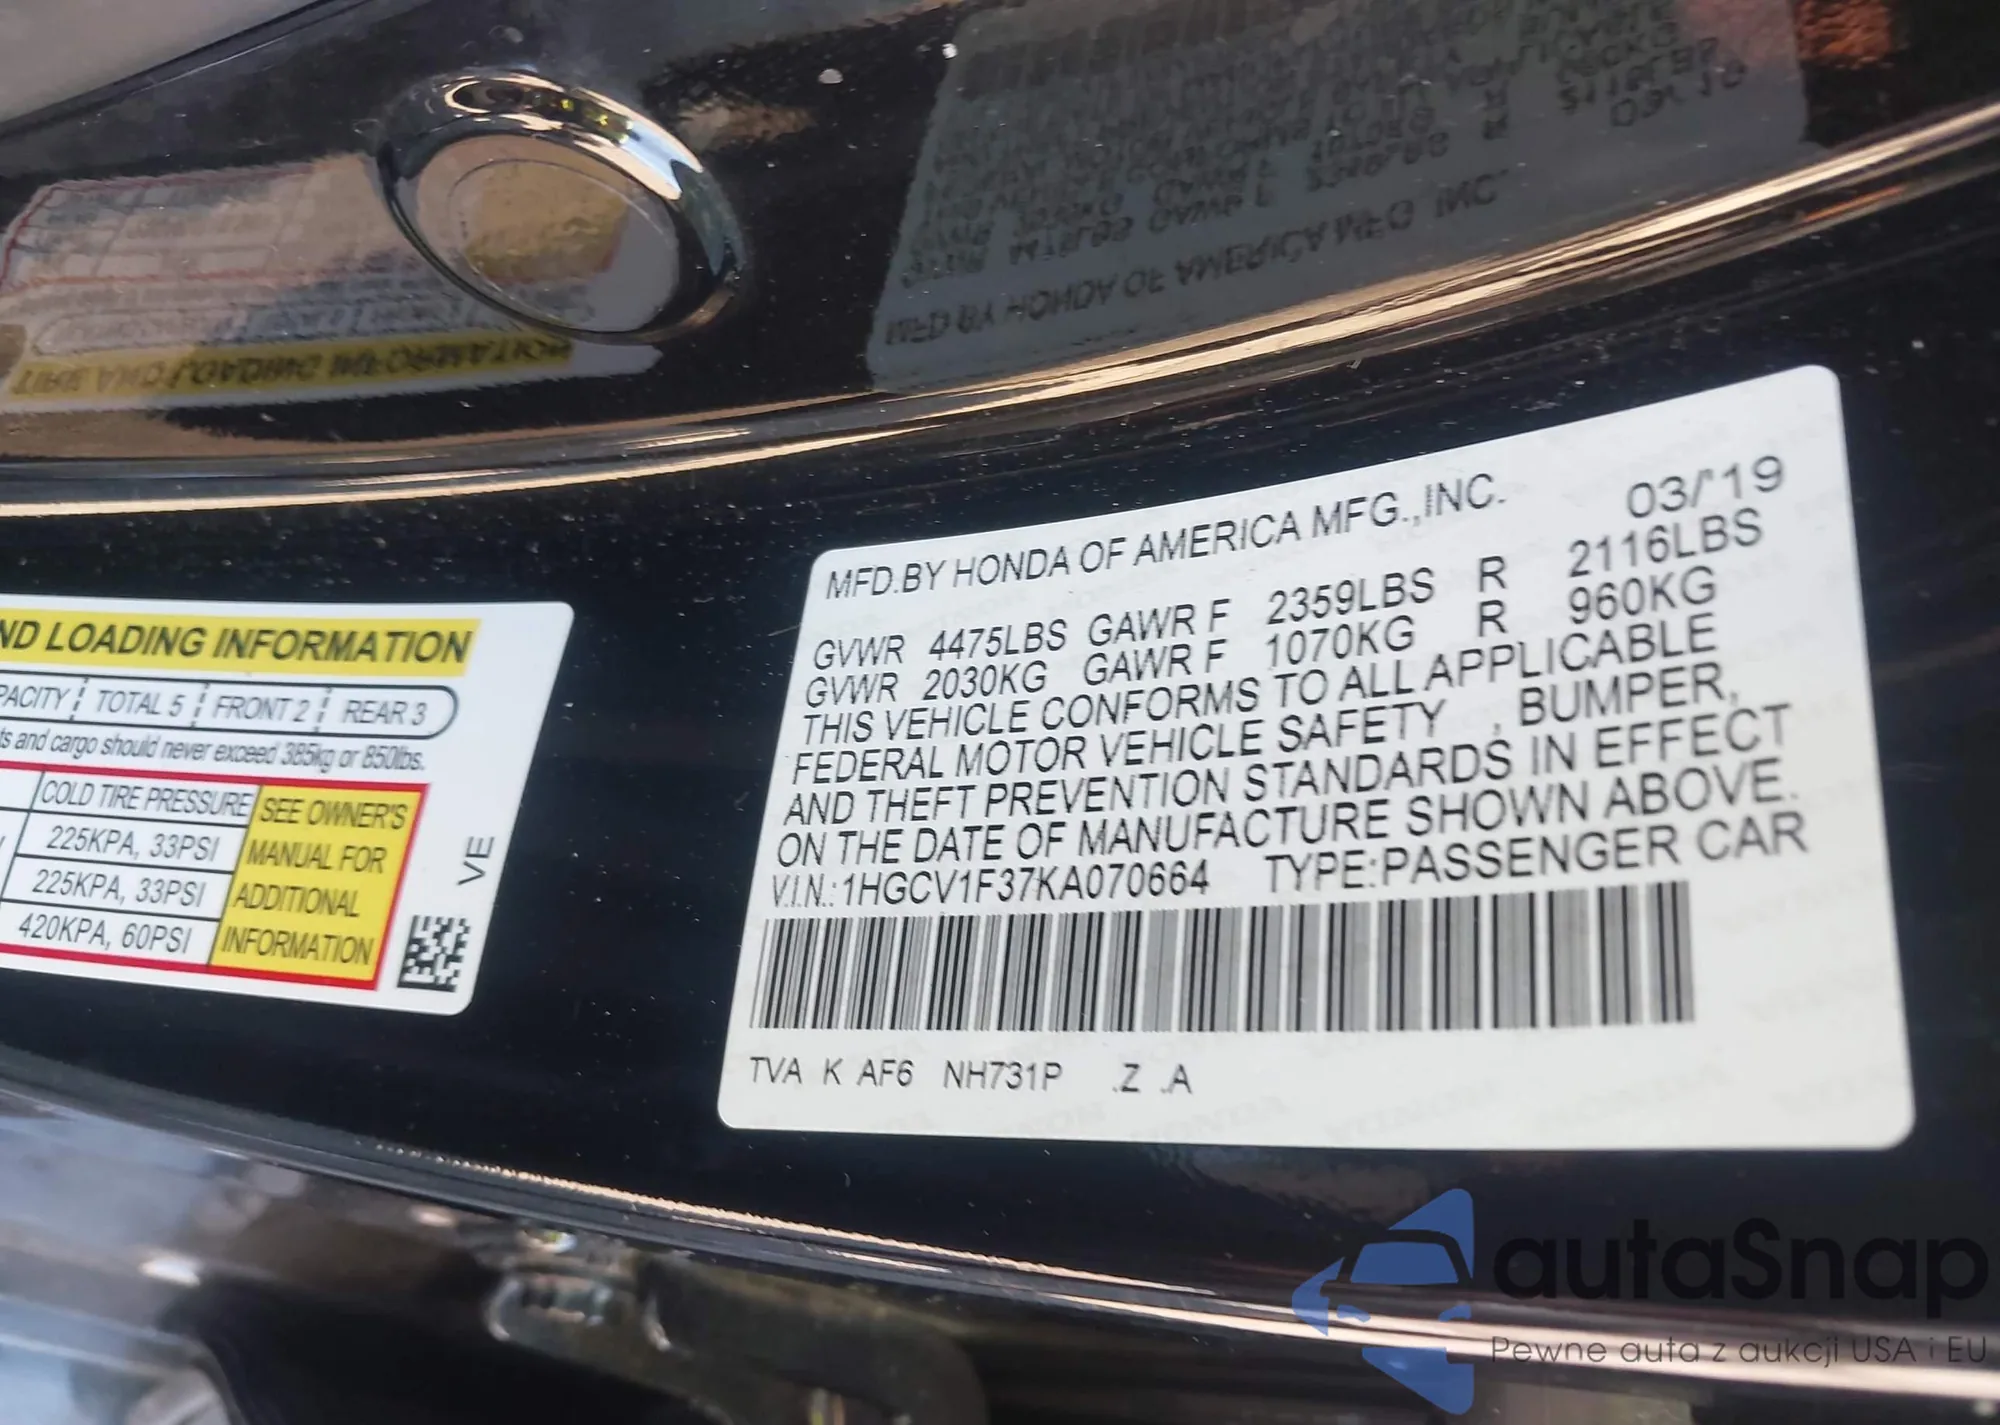 ND LOADING INFORMATION
PACITY TOTAL 5 FRONT 2 REAR 3
ts and cargo should never exceed 385kg or 850lbs.
COLD TIRE PRESSURE
225KPA, 33PSI
225KPA, 33PSI
420KPA, 60PSI
SEE OWNER'S
MANUAL FOR
ADDITIONAL
INFORMATION
VE
MFD.BY HONDA OF AMERICA MFG.,INC. 03/'19
GVWR 4475LBS GAWR F 2359LBS R 2116LBS
GVWR 2030KG GAWR F 1070KG R 960KG
THIS VEHICLE CONFORMS TO ALL APPLICABLE
FEDERAL MOTOR VEHICLE SAFETY , BUMPER,
AND THEFT PREVENTION STANDARDS IN EFFECT
ON THE DATE OF MANUFACTURE SHOWN ABOVE.
V.I.N.:1HGCV1F37KA070664 TYPE:PASSENGER CAR
TVA K AF6 NH731P .Z .A
autaSnap
Pewne auta z aukcji USA i EU